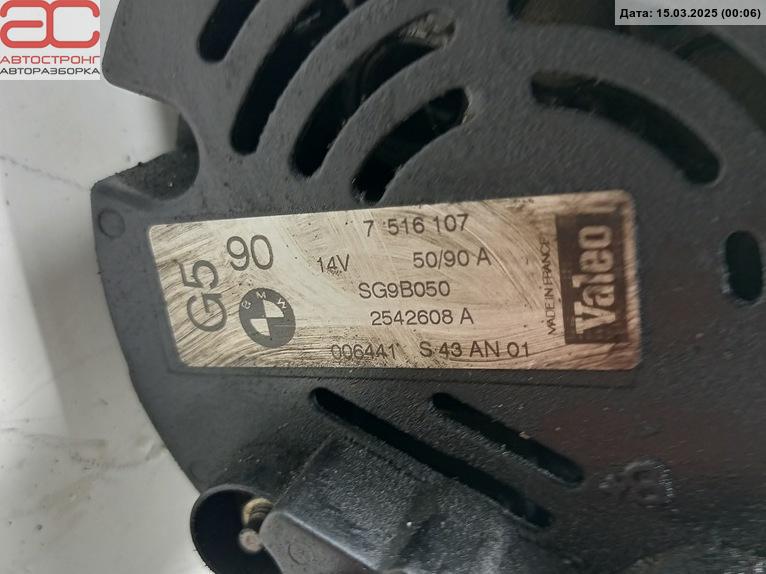 Дата: 15.03.2025 (00:06)
АС
АВТОСТРОНГ
АВТОРАЗБОРКА
G5 90
BMW
7 516 107
14V 50/90 A
SG9B050
2542608 A
006441 S 43 AN 01
MADE IN FRANCE
Valeo